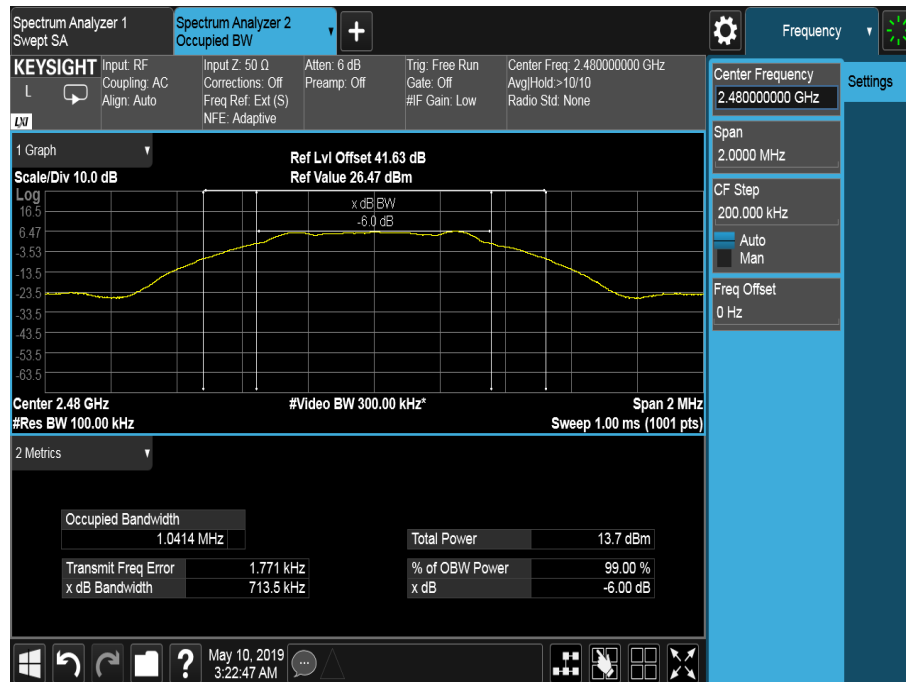 Spectrum Analyzer 1
Swept SA
Spectrum Analyzer 2
Occupied BW
+
Frequency
KEYSIGHT
L
LXI
Input: RF
Coupling: AC
Align: Auto
Input Z: 50 Ω
Corrections: Off
Freq Ref: Ext (S)
NFE: Adaptive
Atten: 6 dB
Preamp: Off
Trig: Free Run
Gate: Off
#IF Gain: Low
Center Freq: 2.480000000 GHz
Avg|Hold:>10/10
Radio Std: None
Center Frequency
2.480000000 GHz
Settings
Span
2.0000 MHz
CF Step
200.000 kHz
Auto
Man
Freq Offset
0 Hz
1 Graph
Scale/Div 10.0 dB
Ref Lvl Offset 41.63 dB
Ref Value 26.47 dBm
Log
16.5
6.47
-3.53
-13.5
-23.5
-33.5
-43.5
-53.5
-63.5
x dB BW
-6.0 dB
Center 2.48 GHz
#Video BW 300.00 kHz*
Span 2 MHz
#Res BW 100.00 kHz
Sweep 1.00 ms (1001 pts)
2 Metrics
Occupied Bandwidth
1.0414 MHz
Total Power 13.7 dBm
Transmit Freq Error 1.771 kHz
% of OBW Power 99.00 %
x dB Bandwidth 713.5 kHz
x dB -6.00 dB
?
May 10, 2019
3:22:47 AM